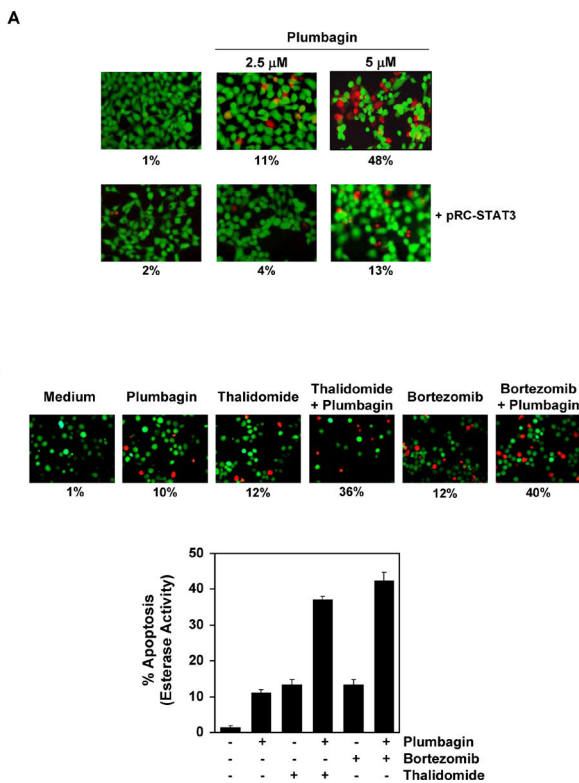 A
Plumbagin
2.5 μM 5 μM
1% 11% 48%
+ pRC-STAT3
2% 4% 13%
Medium Plumbagin Thalidomide Thalidomide + Plumbagin Bortezomib Bortezomib + Plumbagin
1% 10% 12% 36% 12% 40%
% Apoptosis
(Esterase Activity)
50
40
30
20
10
0
- + - + - + Plumbagin
- - - - + + Bortezomib
- - + + - - Thalidomide